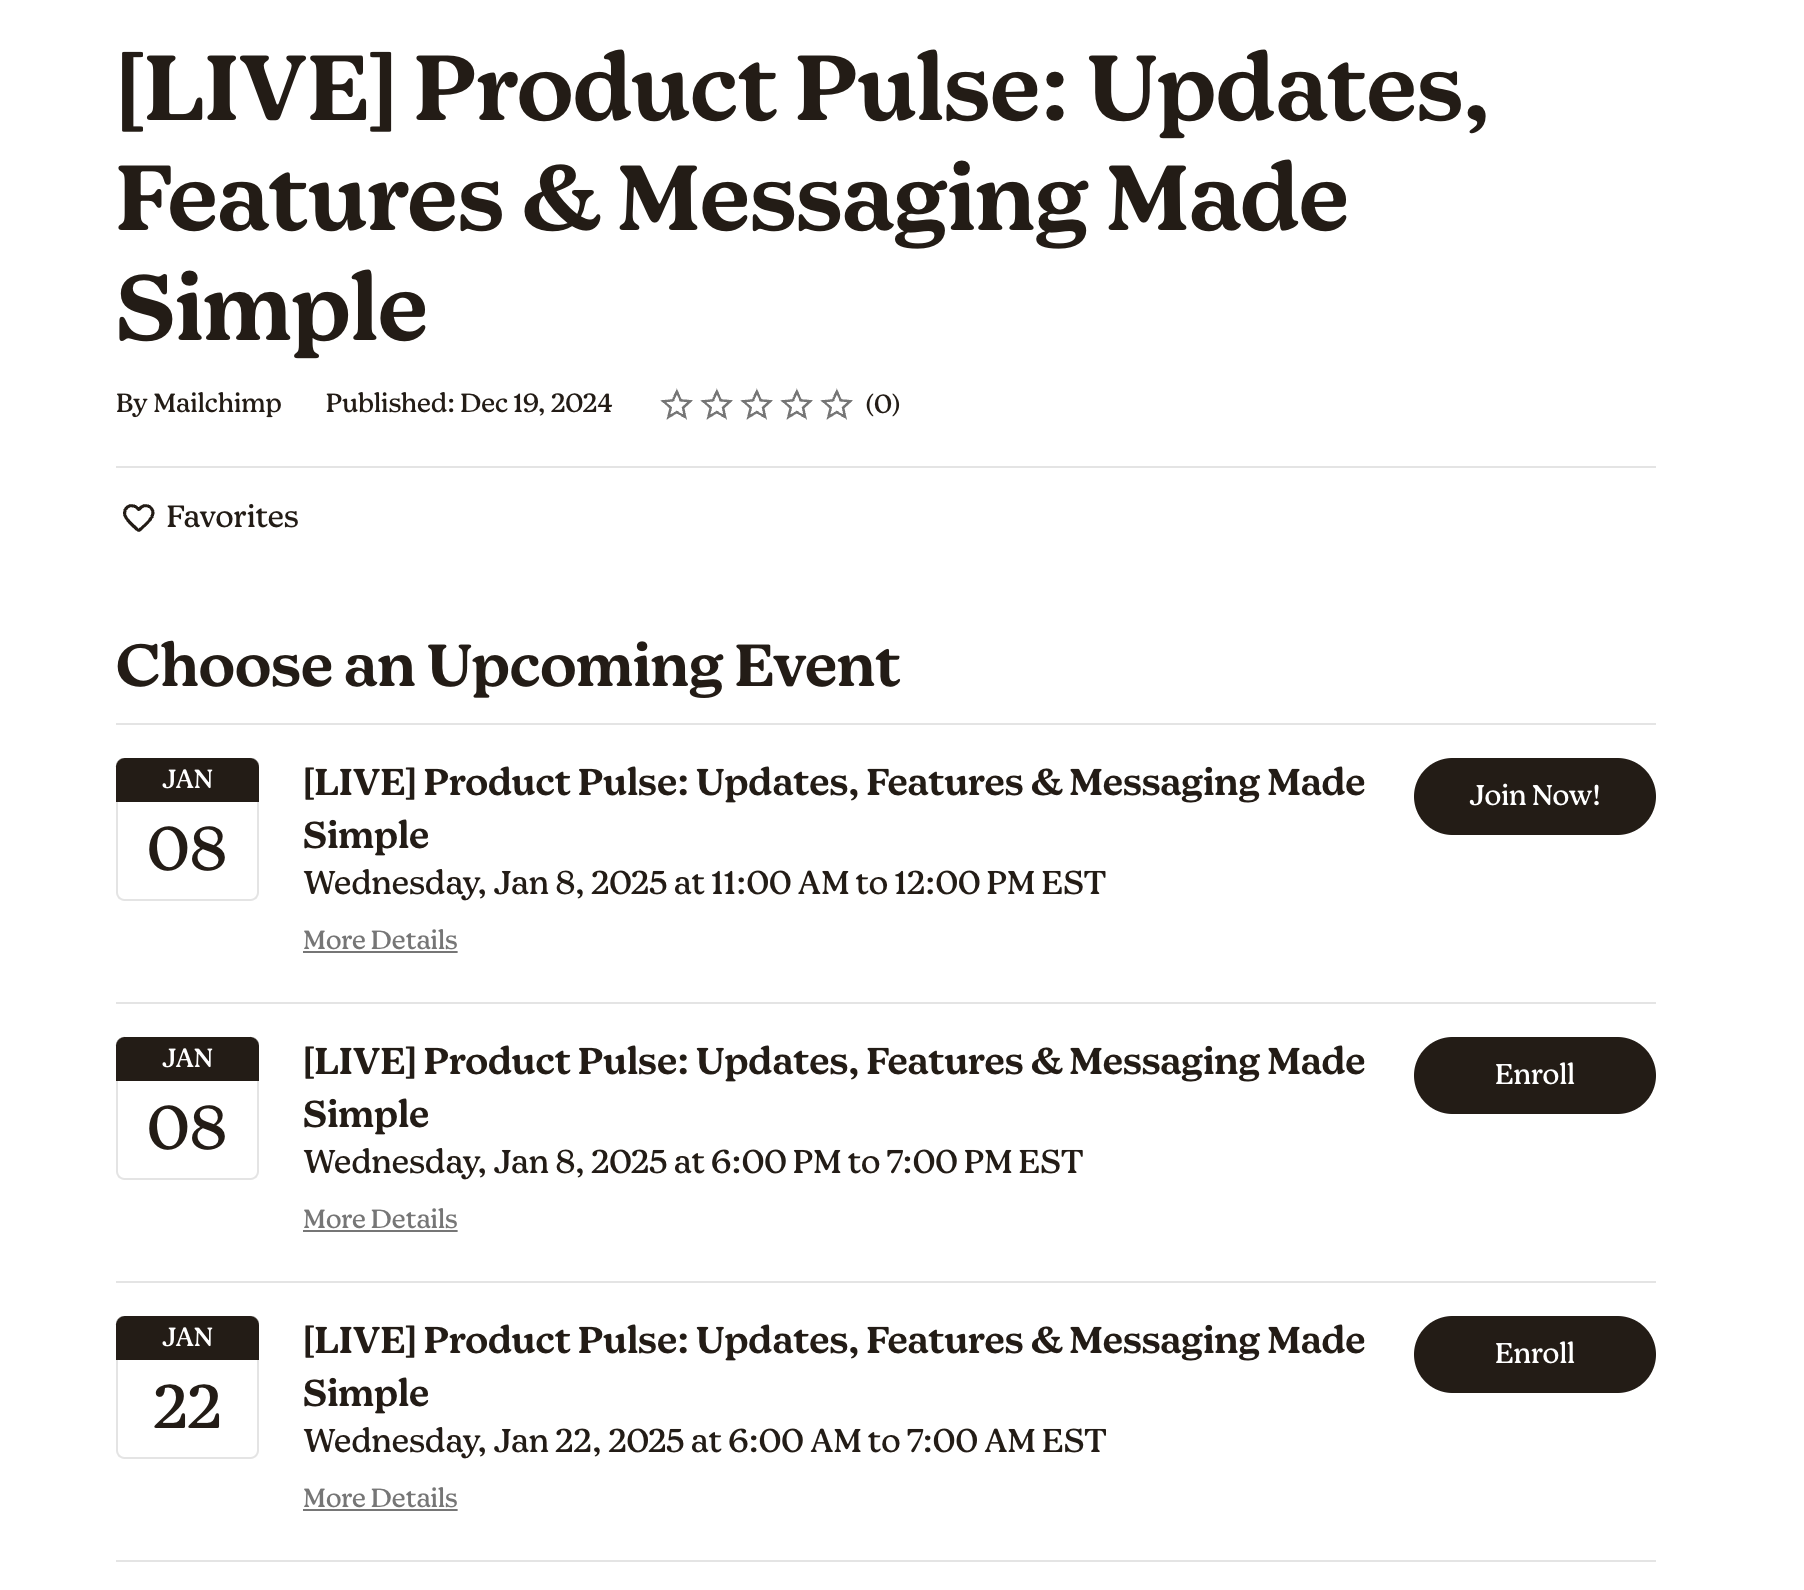 [LIVE] Product Pulse: Updates,
Features & Messaging Made
Simple
By Mailchimp Published: Dec 19, 2024 (0)
Favorites
Choose an Upcoming Event
JAN
08
[LIVE] Product Pulse: Updates, Features & Messaging Made
Simple
Wednesday, Jan 8, 2025 at 11:00 AM to 12:00 PM EST
More Details
Join Now!
JAN
08
[LIVE] Product Pulse: Updates, Features & Messaging Made
Simple
Wednesday, Jan 8, 2025 at 6:00 PM to 7:00 PM EST
More Details
Enroll
JAN
22
[LIVE] Product Pulse: Updates, Features & Messaging Made
Simple
Wednesday, Jan 22, 2025 at 6:00 AM to 7:00 AM EST
More Details
Enroll